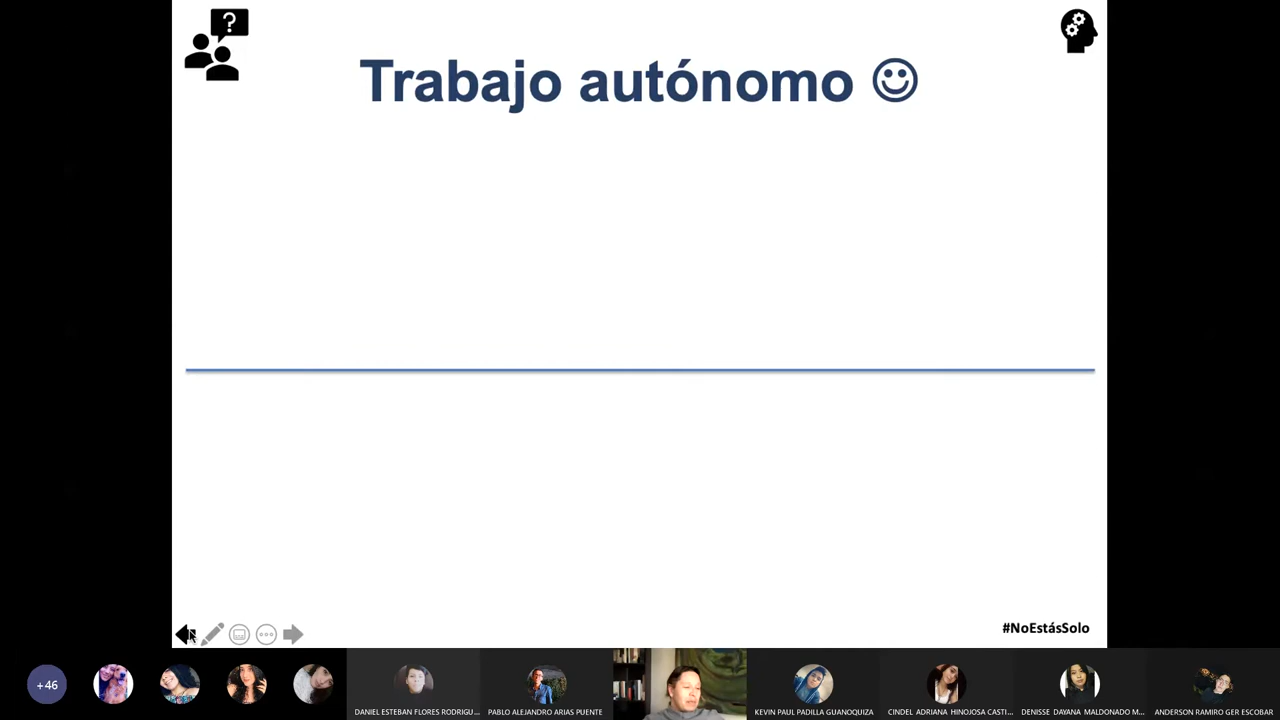 ?
Trabajo autónomo ☺
#NoEstásSolo
+46
DANIEL ESTEBAN FLORES RODRIGU...
PABLO ALEJANDRO ARIAS PUENTE
KEVIN PAUL PADILLA GUANOQUIZA
CINDEL ADRIANA HINOJOSA CASTI...
DENISSE DAYANA MALDONADO M...
ANDERSON RAMIRO GER ESCOBAR